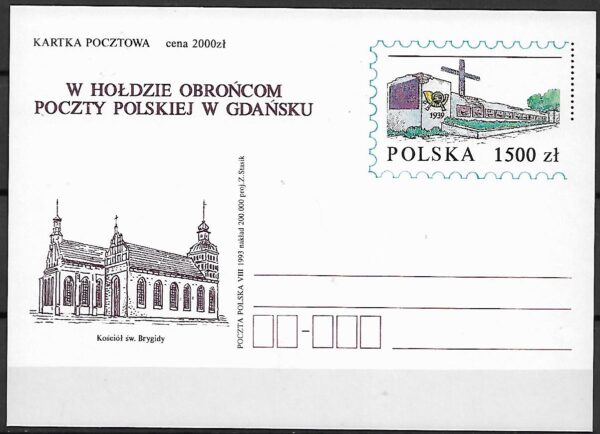 KARTKA POCZTOWA cena 2000zł
W HOŁDZIE OBROŃCOM
POCZTY POLSKIEJ W GDAŃSKU
1939
POLSKA 1500 zł
POCZTA POLSKA VIII 1993 nakład 200.000 proj. Z. Stasik
Kościół św. Brygidy